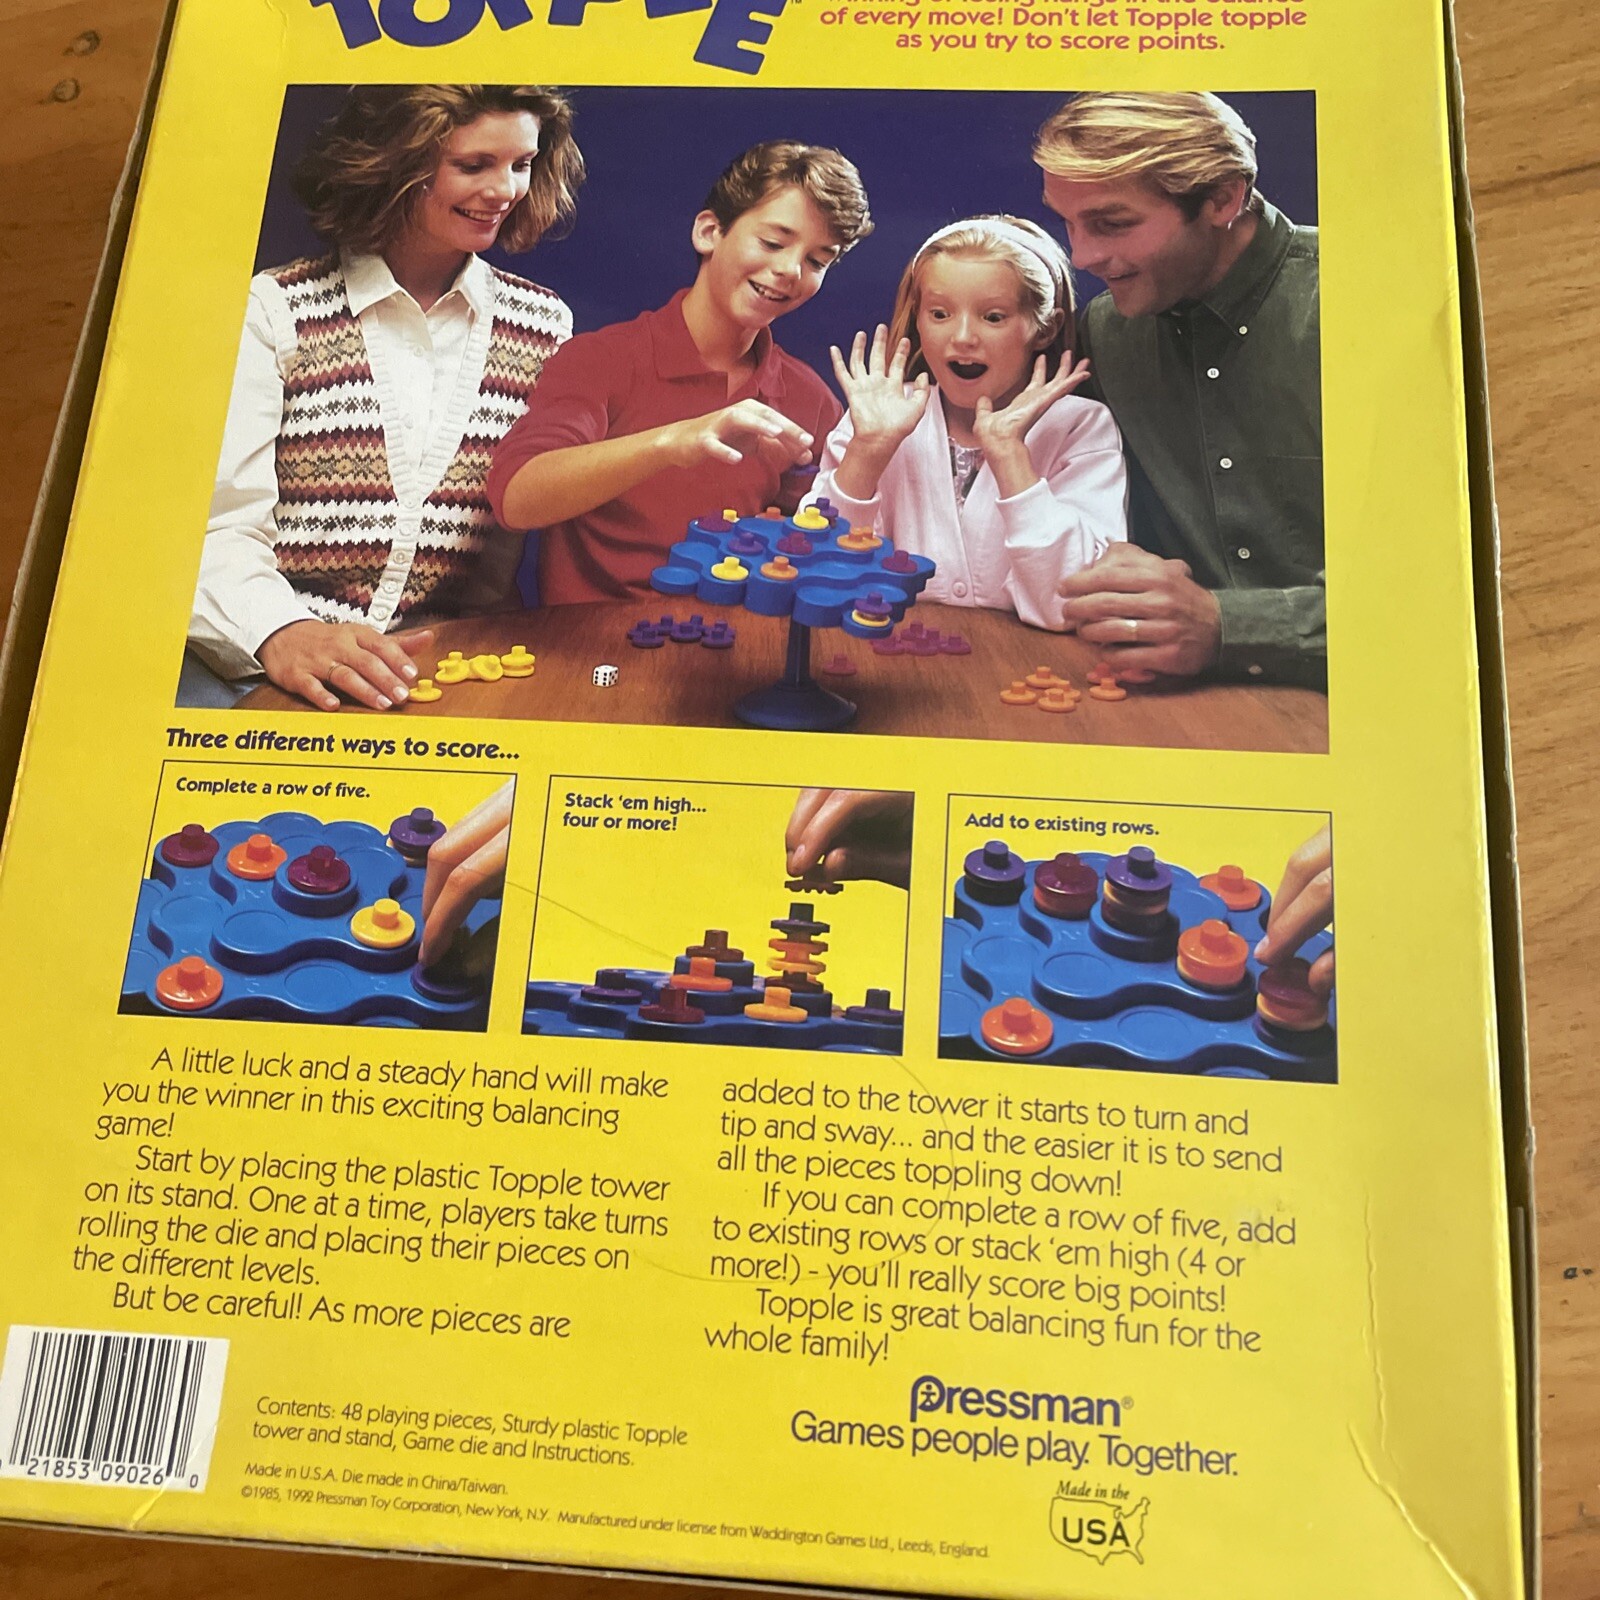 TOPPLE™
of every move! Don't let Topple topple
as you try to score points.
Three different ways to score...
Complete a row of five.
Stack 'em high...
four or more!
Add to existing rows.
A little luck and a steady hand will make
you the winner in this exciting balancing
game!
Start by placing the plastic Topple tower
on its stand. One at a time, players take turns
rolling the die and placing their pieces on
the different levels.
But be careful! As more pieces are
added to the tower it starts to turn and
tip and sway... and the easier it is to send
all the pieces toppling down!
If you can complete a row of five, add
to existing rows or stack 'em high (4 or
more!) - you'll really score big points!
Topple is great balancing fun for the
whole family!
Contents: 48 playing pieces, Sturdy plastic Topple
tower and stand, Game die and Instructions.
Made in U.S.A. Die made in China/Taiwan.
©1985, 1992 Pressman Toy Corporation, New York, N.Y. Manufactured under license from Waddington Games Ltd., Leeds, England.
21853 09026 0
Pressman®
Games people play. Together.
Made in the
USA